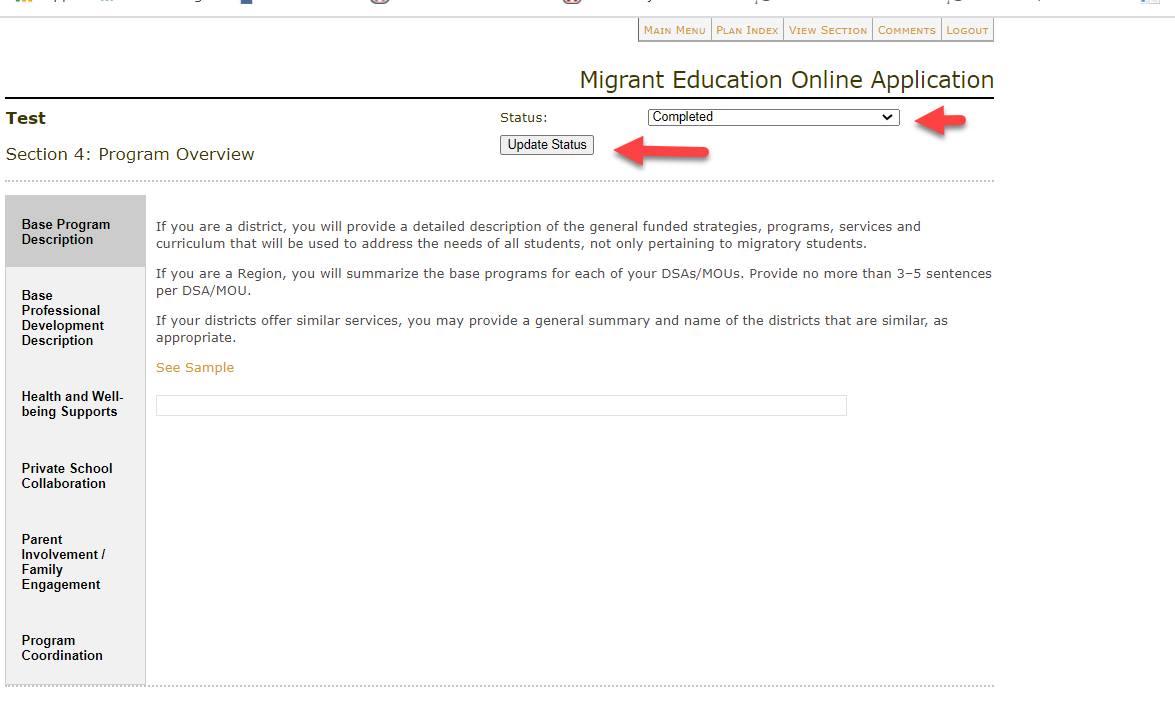 Main Menu Plan Index View Section Comments Logout
Migrant Education Online Application
Test
Status:
Completed
Update Status
Section 4: Program Overview
Base Program
Description
Base
Professional
Development
Description
Health and Well-
being Supports
Private School
Collaboration
Parent
Involvement /
Family
Engagement
Program
Coordination
If you are a district, you will provide a detailed description of the general funded strategies, programs, services and
curriculum that will be used to address the needs of all students, not only pertaining to migratory students.
If you are a Region, you will summarize the base programs for each of your DSAs/MOUs. Provide no more than 3–5 sentences
per DSA/MOU.
If your districts offer similar services, you may provide a general summary and name of the districts that are similar, as
appropriate.
See Sample